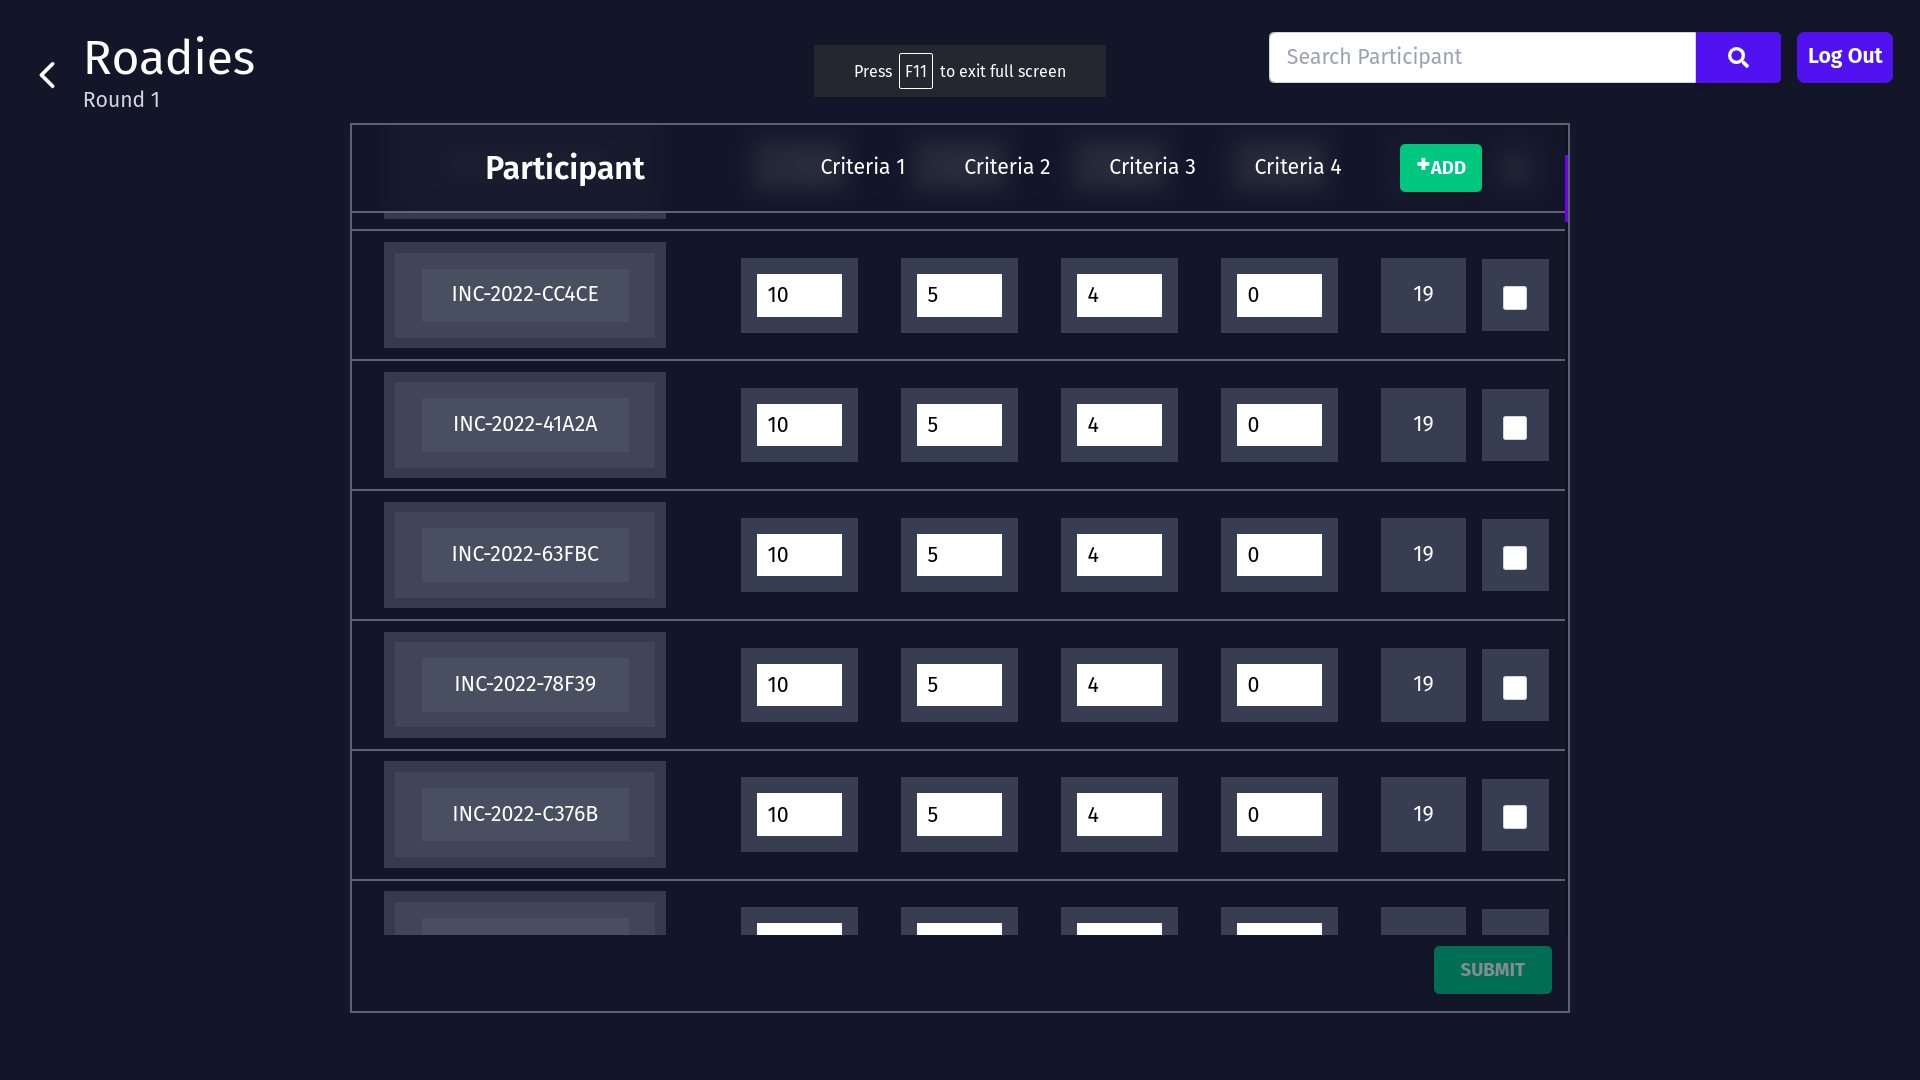 Roadies
Round 1
Press F11 to exit full screen
Search Participant
Log Out
Participant Criteria 1 Criteria 2 Criteria 3 Criteria 4 +ADD
INC-2022-CC4CE 10 5 4 0 19
INC-2022-41A2A 10 5 4 0 19
INC-2022-63FBC 10 5 4 0 19
INC-2022-78F39 10 5 4 0 19
INC-2022-C376B 10 5 4 0 19
SUBMIT